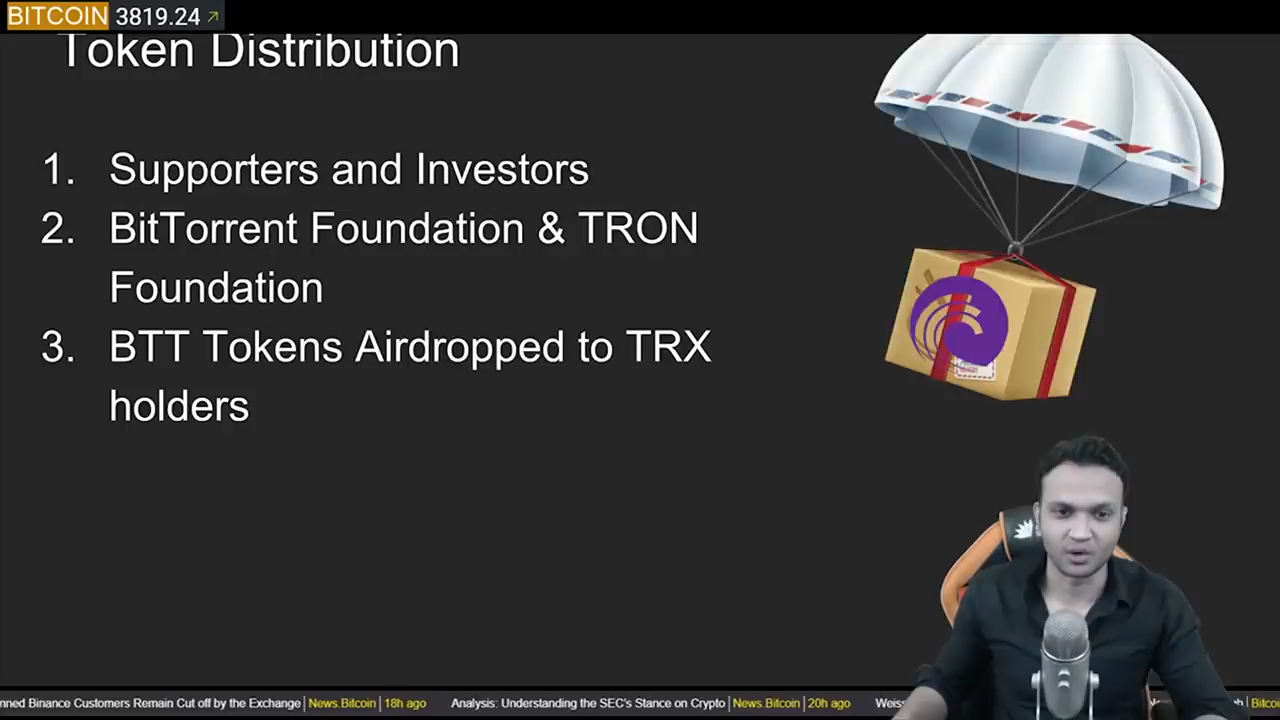 BITCOIN 3819.24
Token Distribution
1. Supporters and Investors
2. BitTorrent Foundation & TRON
Foundation
3. BTT Tokens Airdropped to TRX
holders
Binance Customers Remain Cut off by the Exchange | News.Bitcoin | 18h ago Analysis: Understanding the SEC's Stance on Crypto | News.Bitcoin | 20h ago